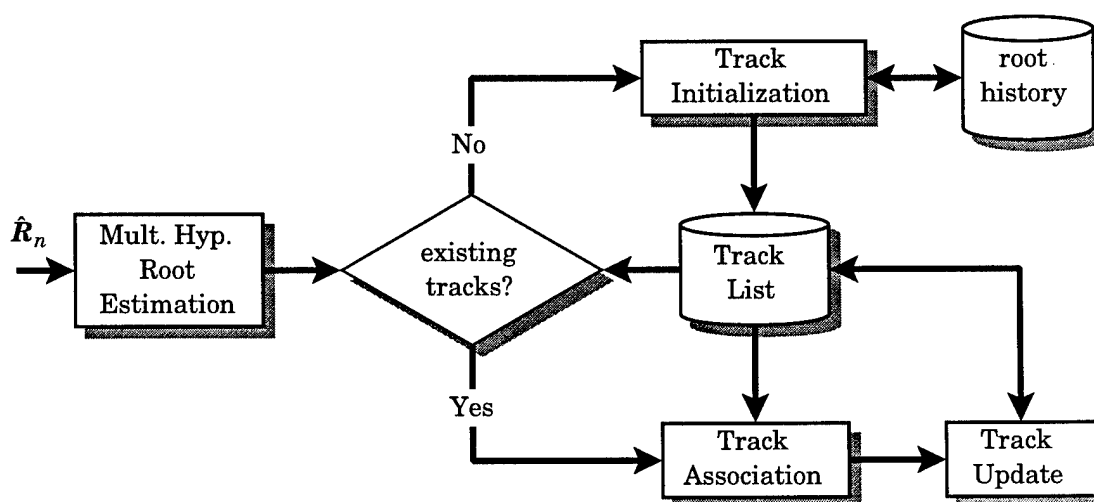 Track
Initialization
root
history
No
R̂n
Mult. Hyp.
Root
Estimation
existing
tracks?
Track
List
Yes
Track
Association
Track
Update